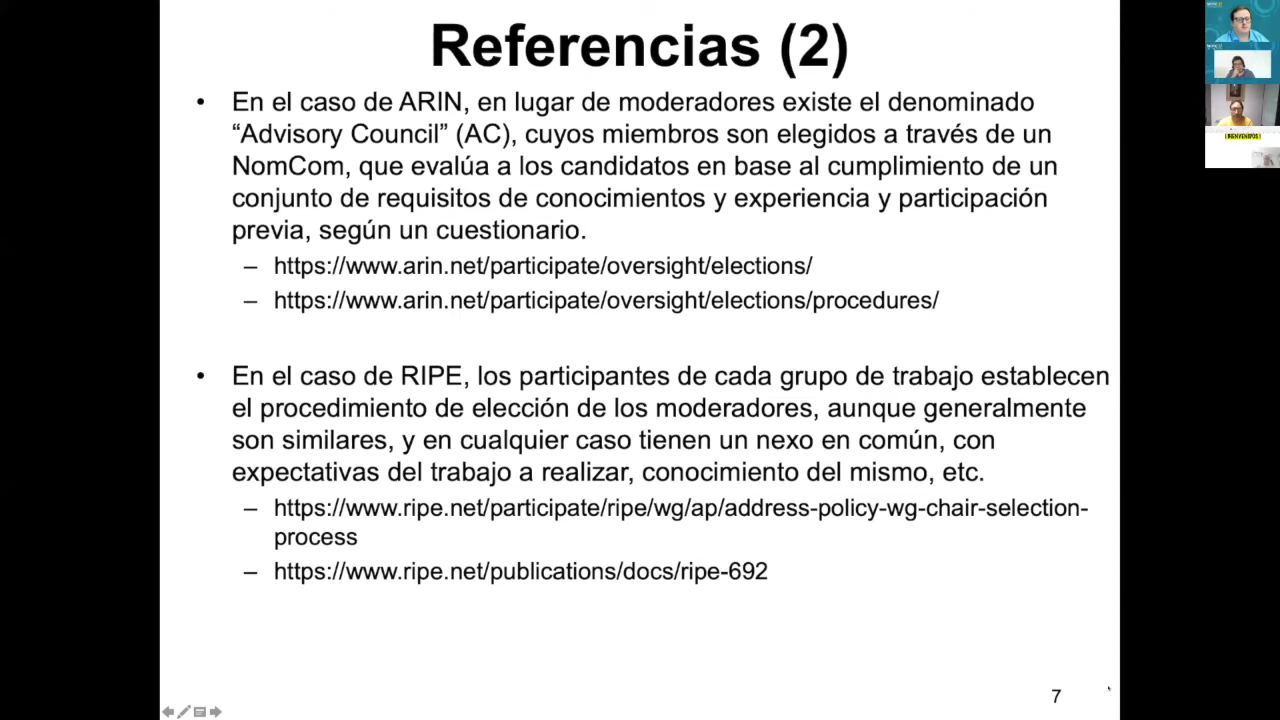 Referencias (2)
• En el caso de ARIN, en lugar de moderadores existe el denominado
“Advisory Council” (AC), cuyos miembros son elegidos a través de un
NomCom, que evalúa a los candidatos en base al cumplimiento de un
conjunto de requisitos de conocimientos y experiencia y participación
previa, según un cuestionario.
– https://www.arin.net/participate/oversight/elections/
– https://www.arin.net/participate/oversight/elections/procedures/
• En el caso de RIPE, los participantes de cada grupo de trabajo establecen
el procedimiento de elección de los moderadores, aunque generalmente
son similares, y en cualquier caso tienen un nexo en común, con
expectativas del trabajo a realizar, conocimiento del mismo, etc.
– https://www.ripe.net/participate/ripe/wg/ap/address-policy-wg-chair-selection-
process
– https://www.ripe.net/publications/docs/ripe-692
7
¡BIENVENIDOS!